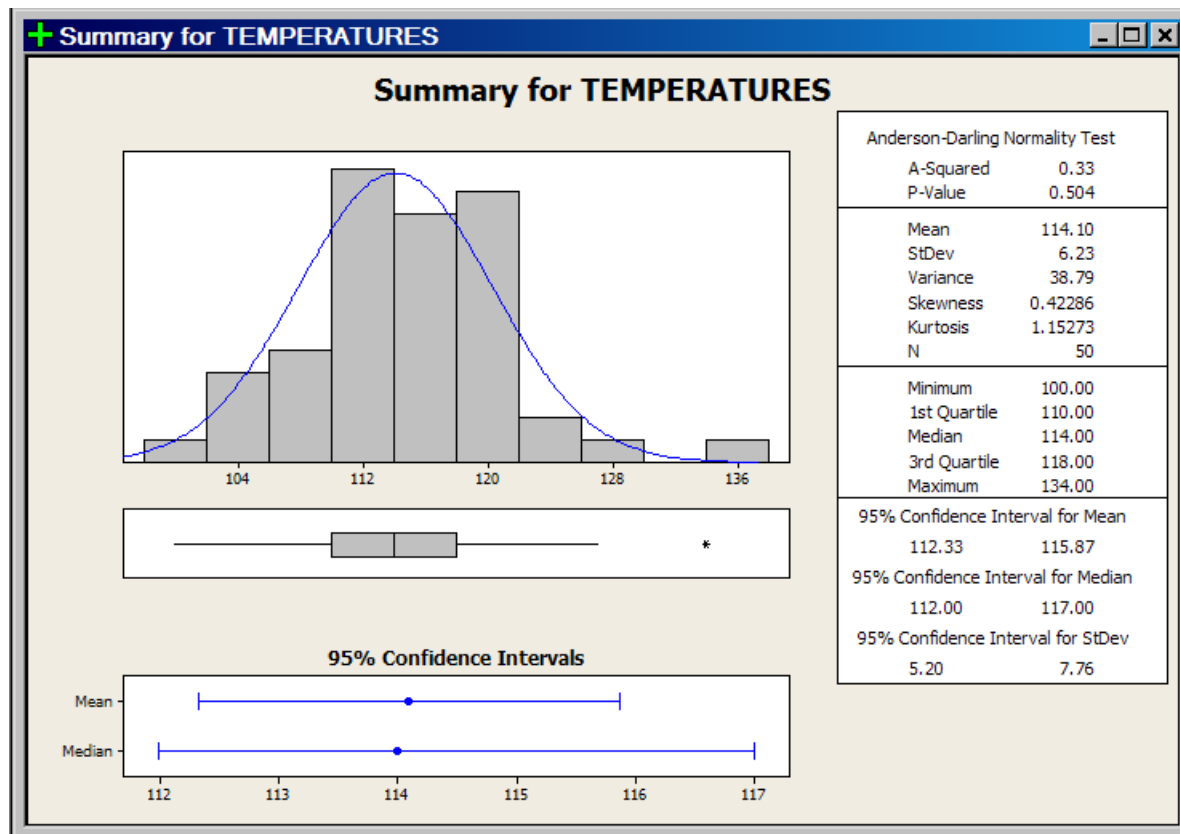 Summary for TEMPERATURES
Summary for TEMPERATURES
104 112 120 128 136
*
95% Confidence Intervals
Mean
Median
112 113 114 115 116 117
Anderson-Darling Normality Test
A-Squared 0.33
P-Value 0.504
Mean 114.10
StDev 6.23
Variance 38.79
Skewness 0.42286
Kurtosis 1.15273
N 50
Minimum 100.00
1st Quartile 110.00
Median 114.00
3rd Quartile 118.00
Maximum 134.00
95% Confidence Interval for Mean
112.33 115.87
95% Confidence Interval for Median
112.00 117.00
95% Confidence Interval for StDev
5.20 7.76